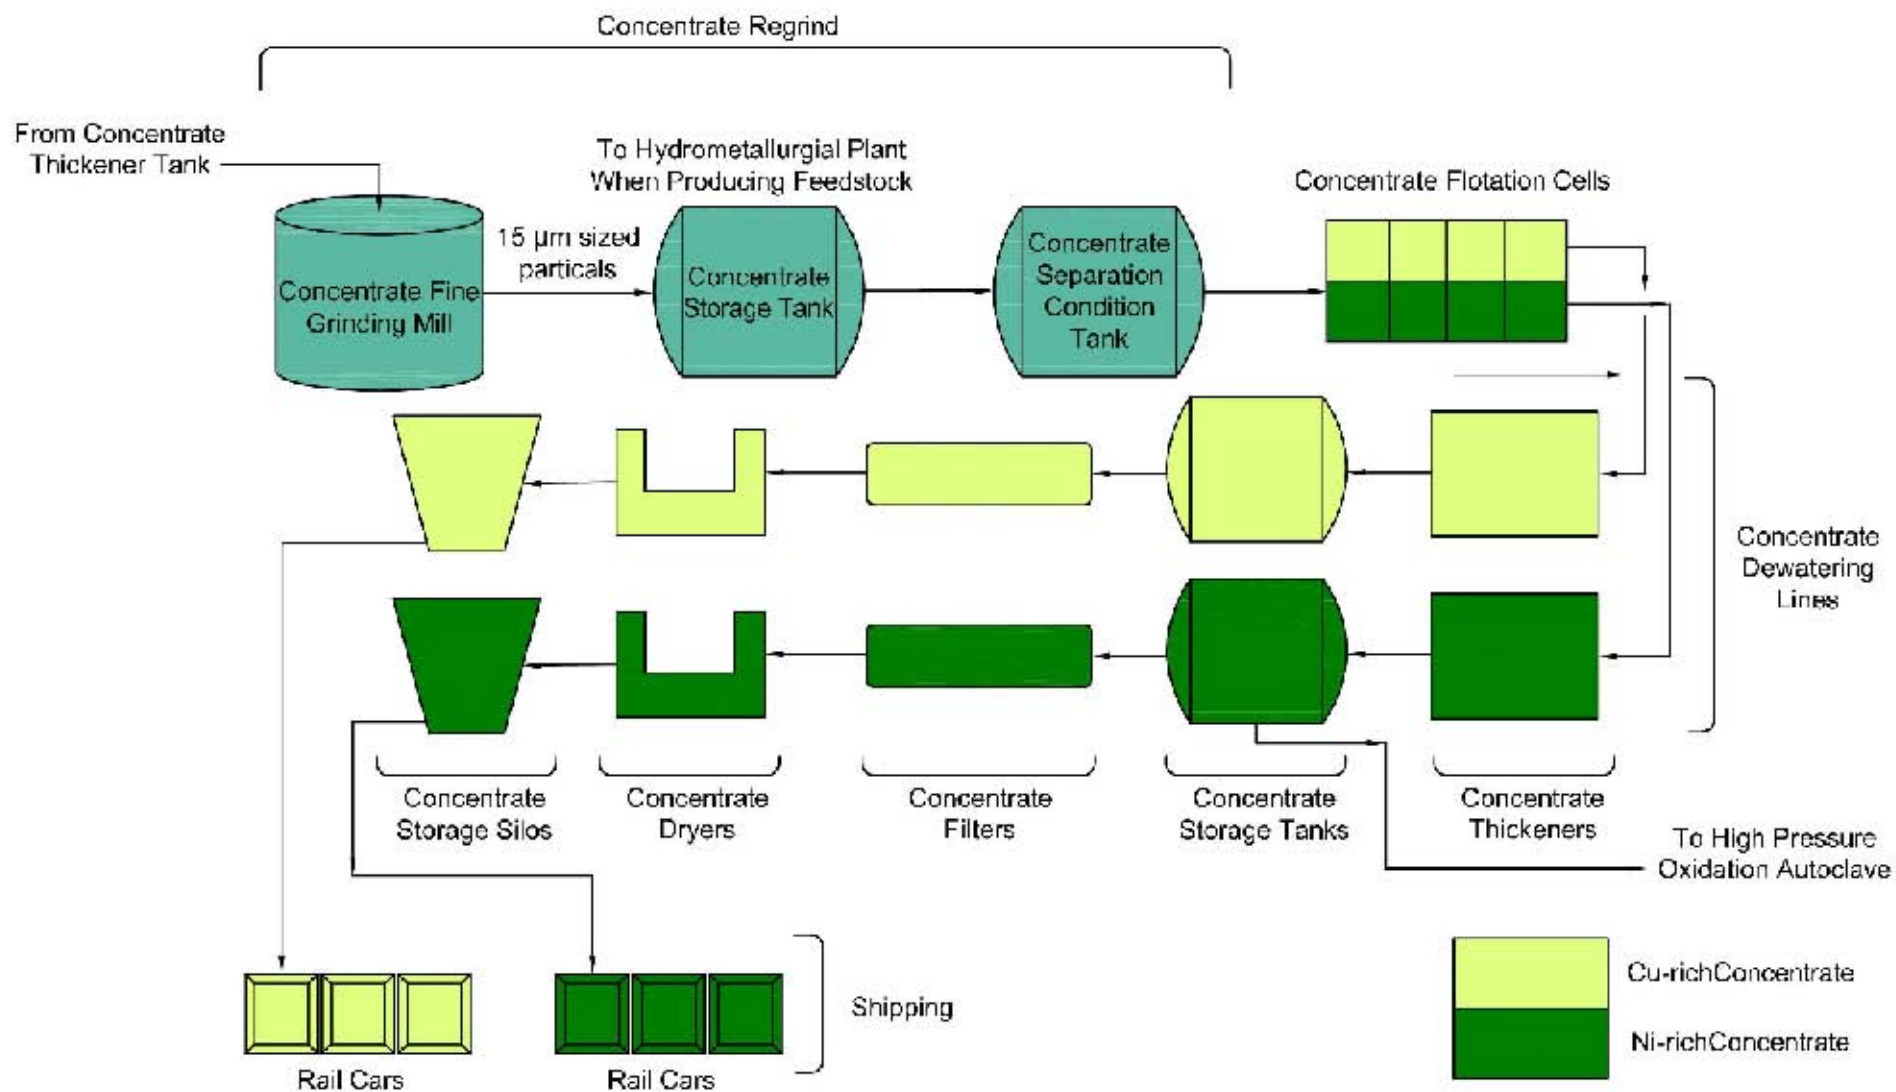 Concentrate Regrind
From Concentrate
Thickener Tank
To Hydrometallurgial Plant
When Producing Feedstock
Concentrate Flotation Cells
15 µm sized
particals
Concentrate Fine
Grinding Mill
Concentrate
Storage Tank
Concentrate
Separation
Condition
Tank
Concentrate
Dewatering
Lines
Concentrate
Storage Silos
Concentrate
Dryers
Concentrate
Filters
Concentrate
Storage Tanks
Concentrate
Thickeners
To High Pressure
Oxidation Autoclave
Shipping
Rail Cars
Rail Cars
Cu-richConcentrate
Ni-richConcentrate